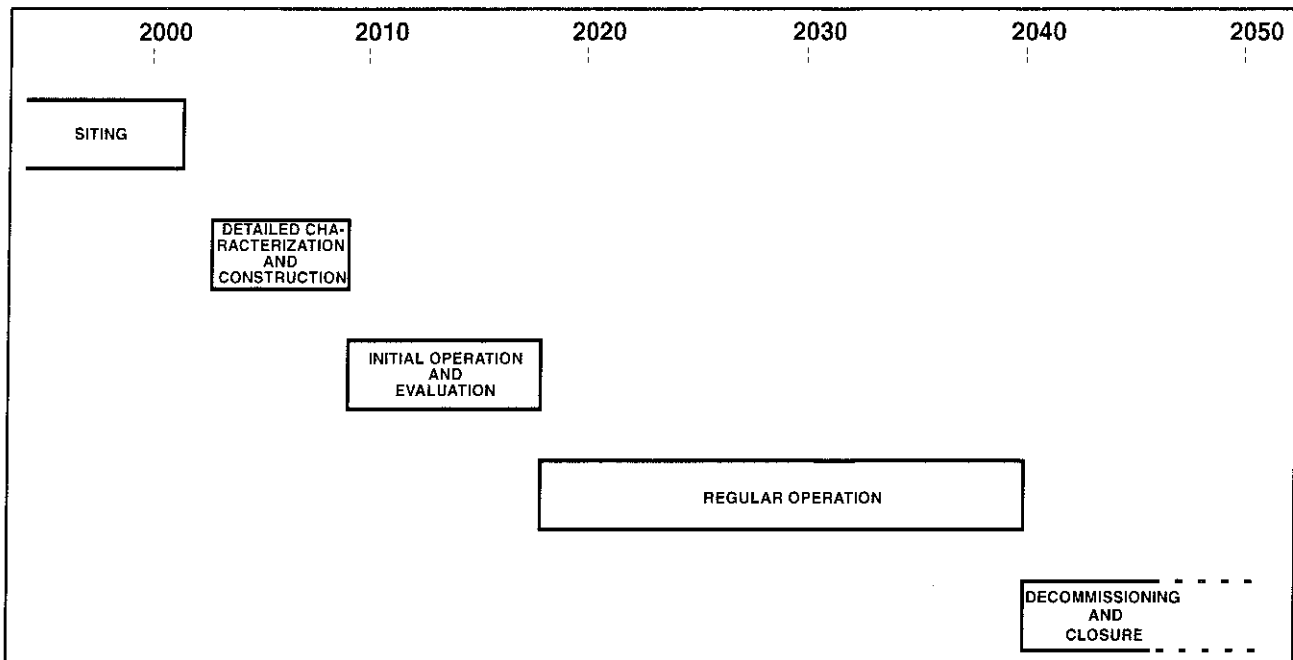 2000 2010 2020 2030 2040 2050
SITING
DETAILED CHA-
RACTERIZATION
AND
CONSTRUCTION
INITIAL OPERATION
AND
EVALUATION
REGULAR OPERATION
DECOMMISSIONING
AND
CLOSURE